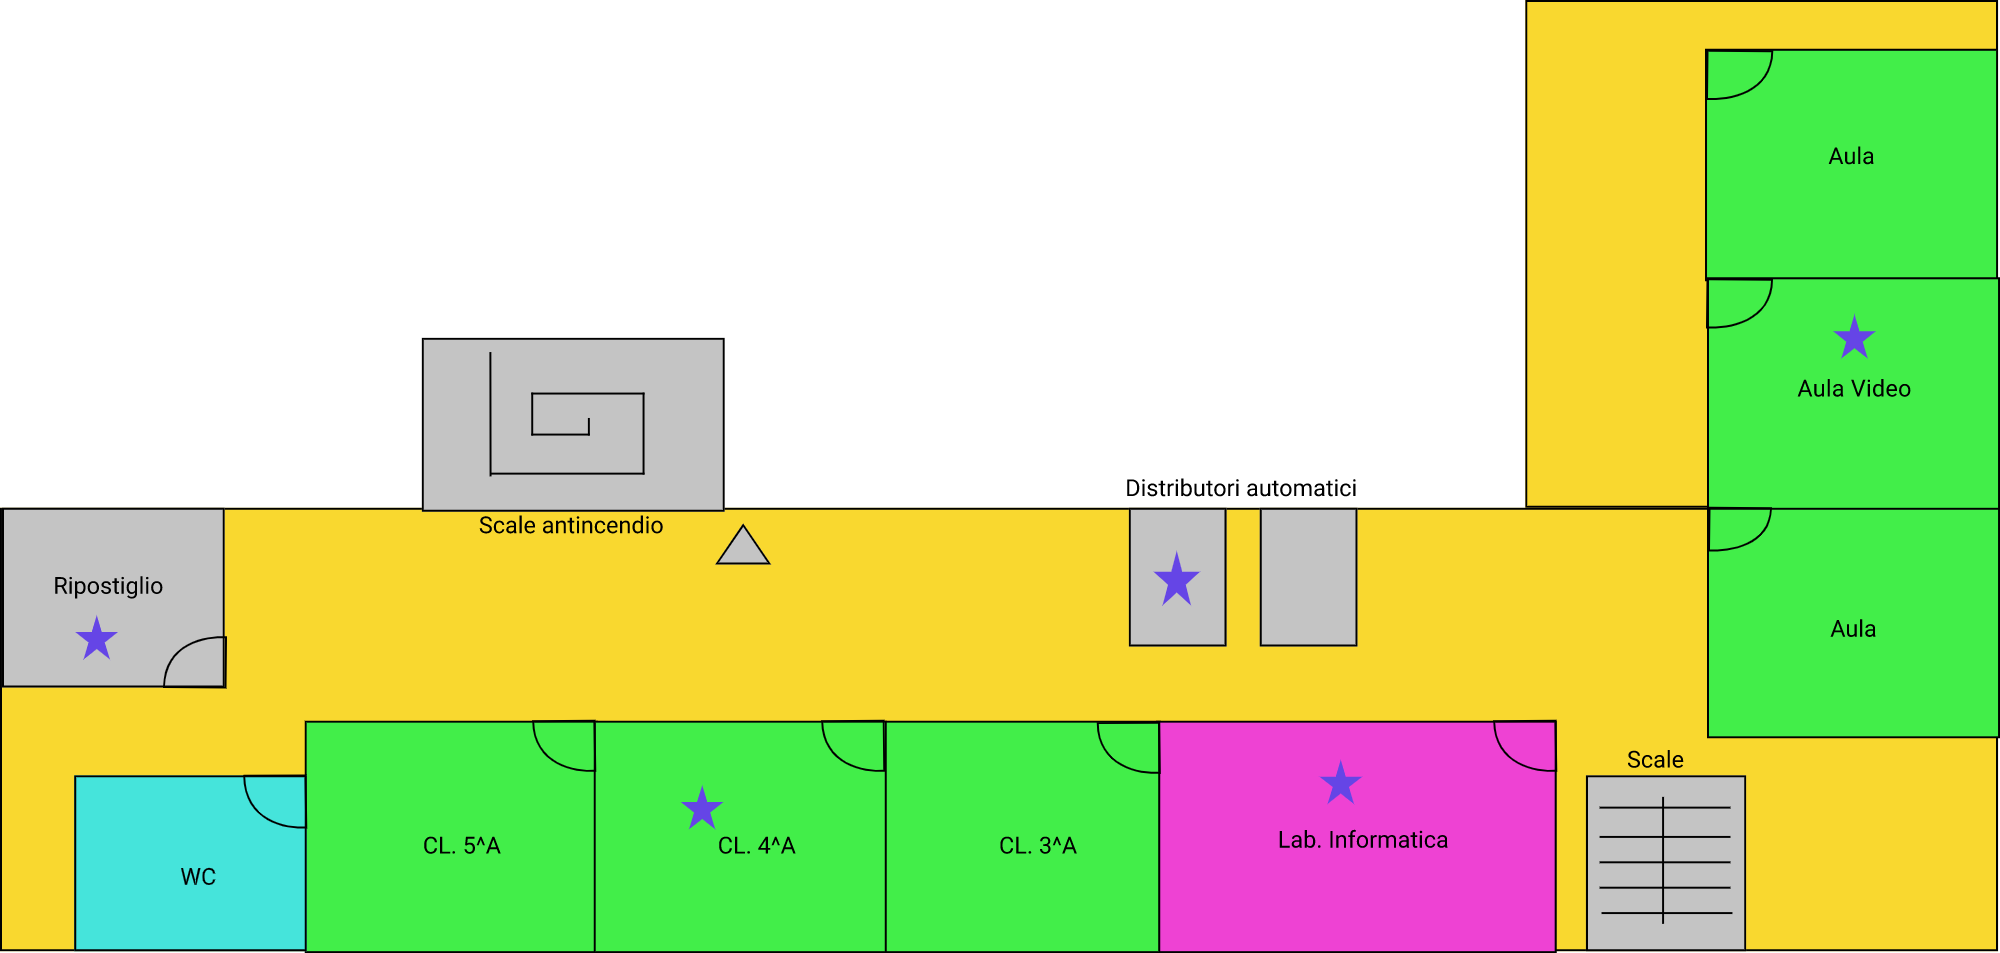 Aula
Aula Video
Distributori automatici
Scale antincendio
Ripostiglio
Aula
Scale
CL. 5^A
CL. 4^A
CL. 3^A
Lab. Informatica
WC